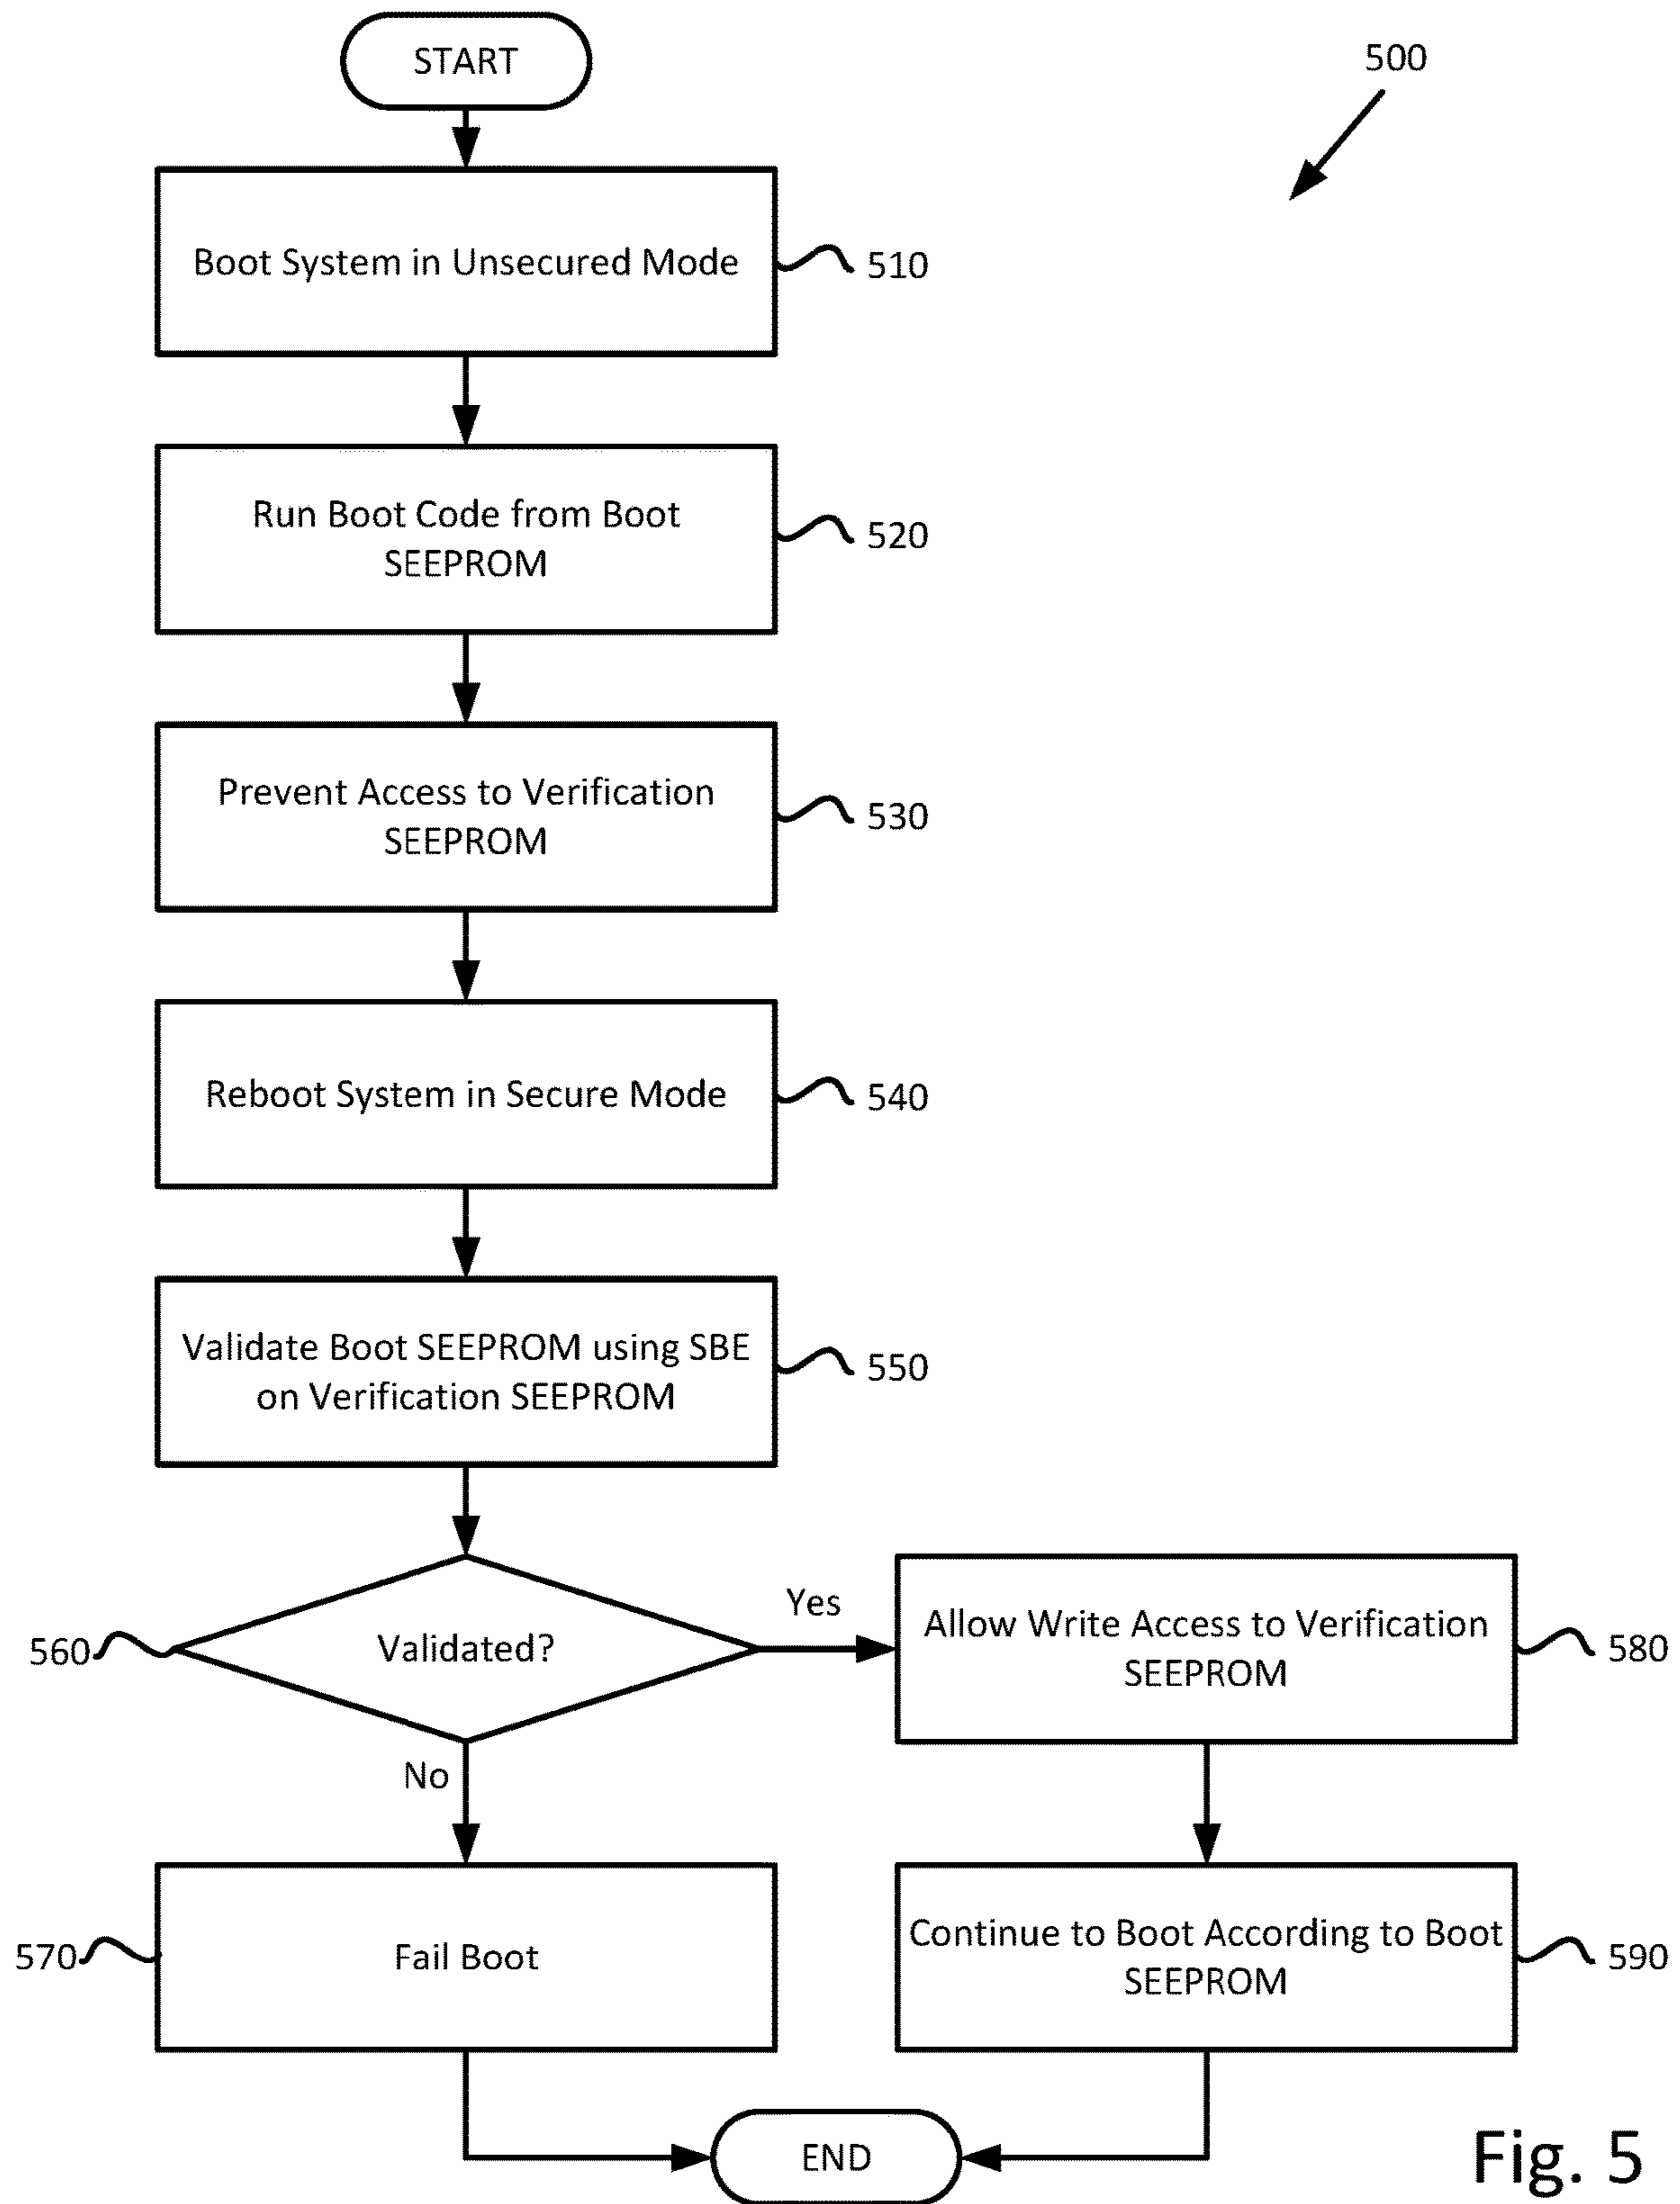 START
500
Boot System in Unsecured Mode
510
Run Boot Code from Boot
SEEPROM
520
Prevent Access to Verification
SEEPROM
530
Reboot System in Secure Mode
540
Validate Boot SEEPROM using SBE
on Verification SEEPROM
550
560
Validated?
Yes
Allow Write Access to Verification
SEEPROM
580
No
570
Fail Boot
Continue to Boot According to Boot
SEEPROM
590
END
Fig. 5